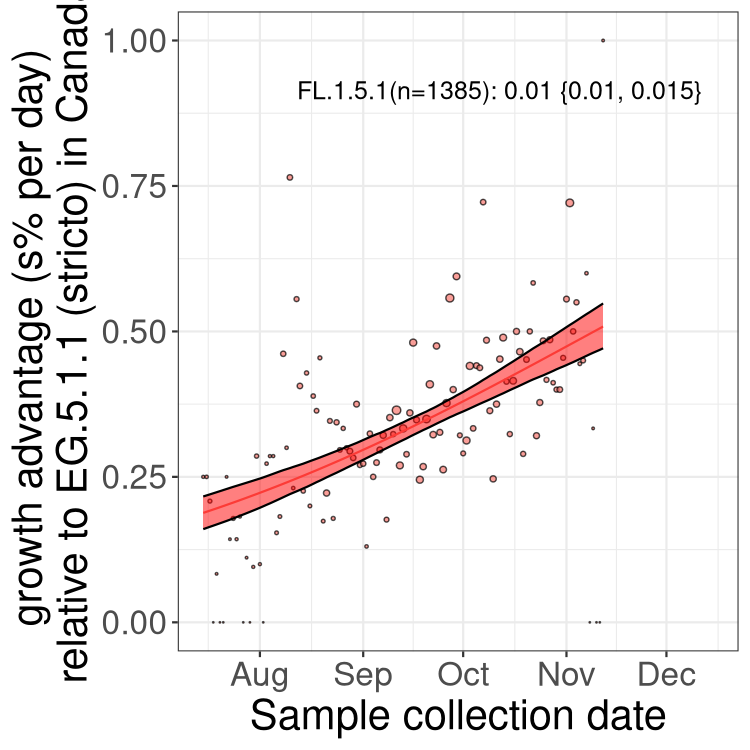 growth advantage (s% per day)
relative to EG.5.1.1 (stricto) in Canada
1.00
0.75
0.50
0.25
0.00
FL.1.5.1(n=1385): 0.01 {0.01, 0.015}
Aug Sep Oct Nov Dec
Sample collection date